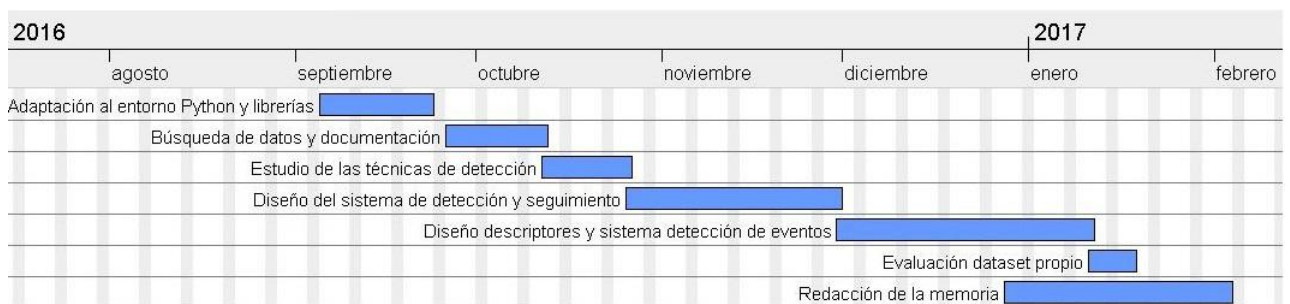 2016 2017
agosto septiembre octubre noviembre diciembre enero febrero
Adaptación al entorno Python y librerías
Búsqueda de datos y documentación
Estudio de las técnicas de detección
Diseño del sistema de detección y seguimiento
Diseño descriptores y sistema detección de eventos
Evaluación dataset propio
Redacción de la memoria